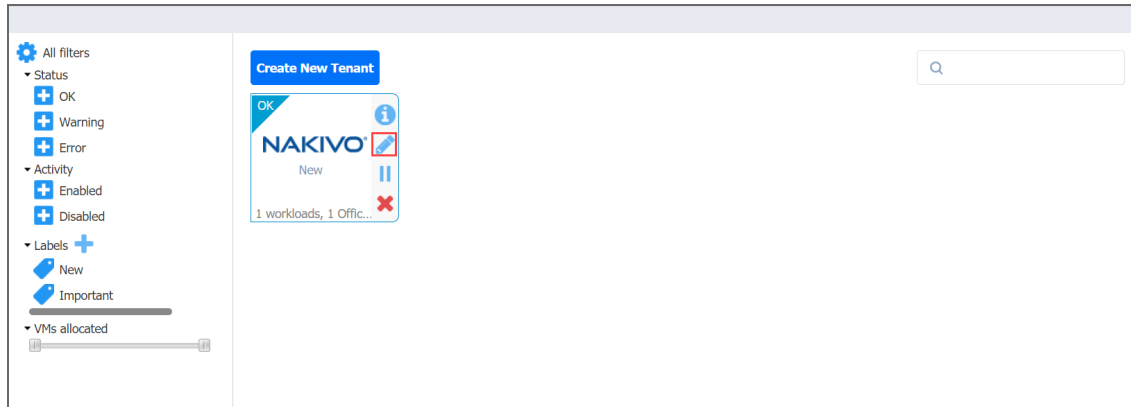 All filters
Status
OK
Warning
Error
Activity
Enabled
Disabled
Labels
New
Important
VMs allocated
Create New Tenant
OK
NAKIVO®
New
1 workloads, 1 Offic...